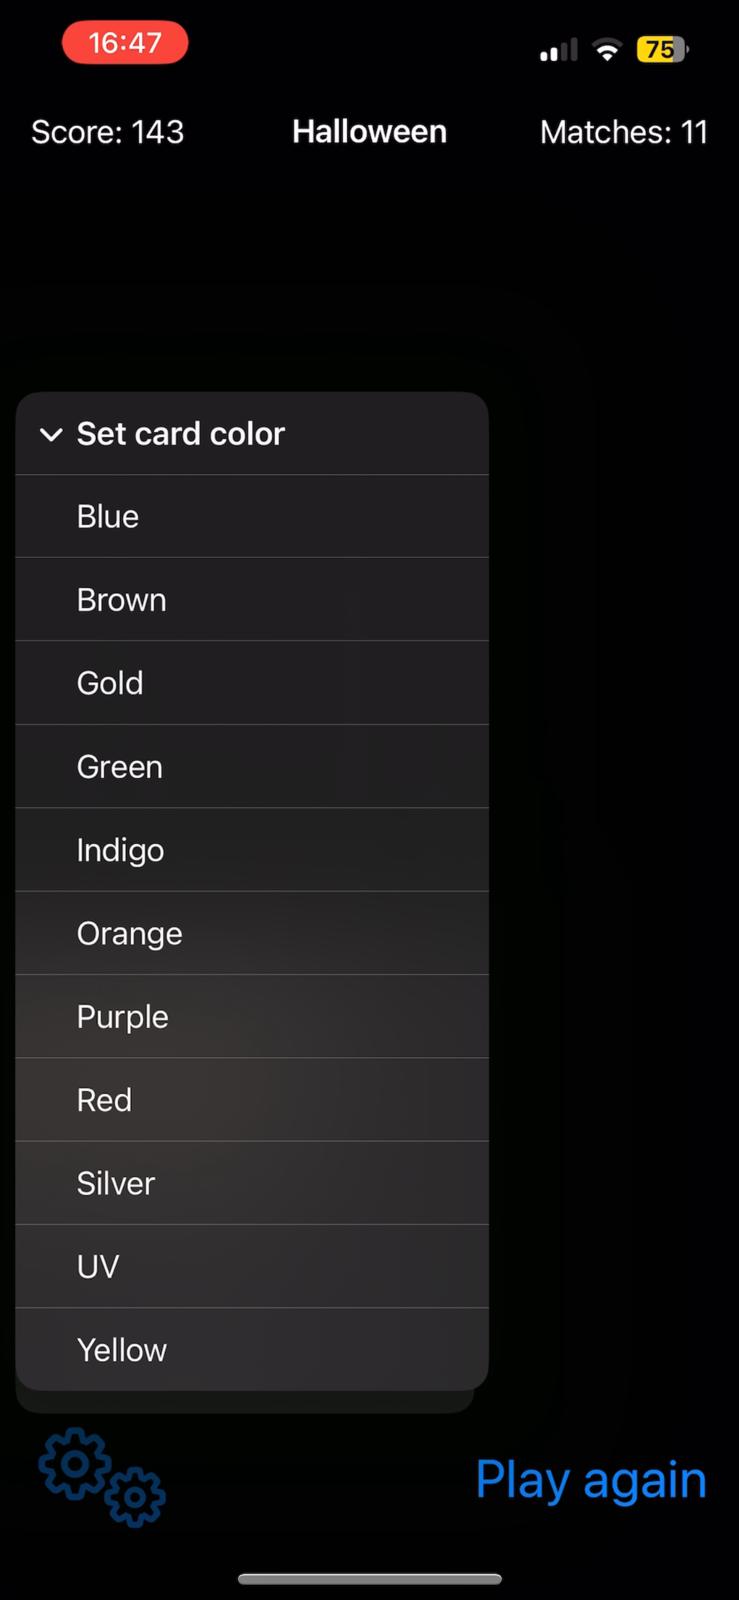 16:47
75
Score: 143
Halloween
Matches: 11
Set card color
Blue
Brown
Gold
Green
Indigo
Orange
Purple
Red
Silver
UV
Yellow
Play again